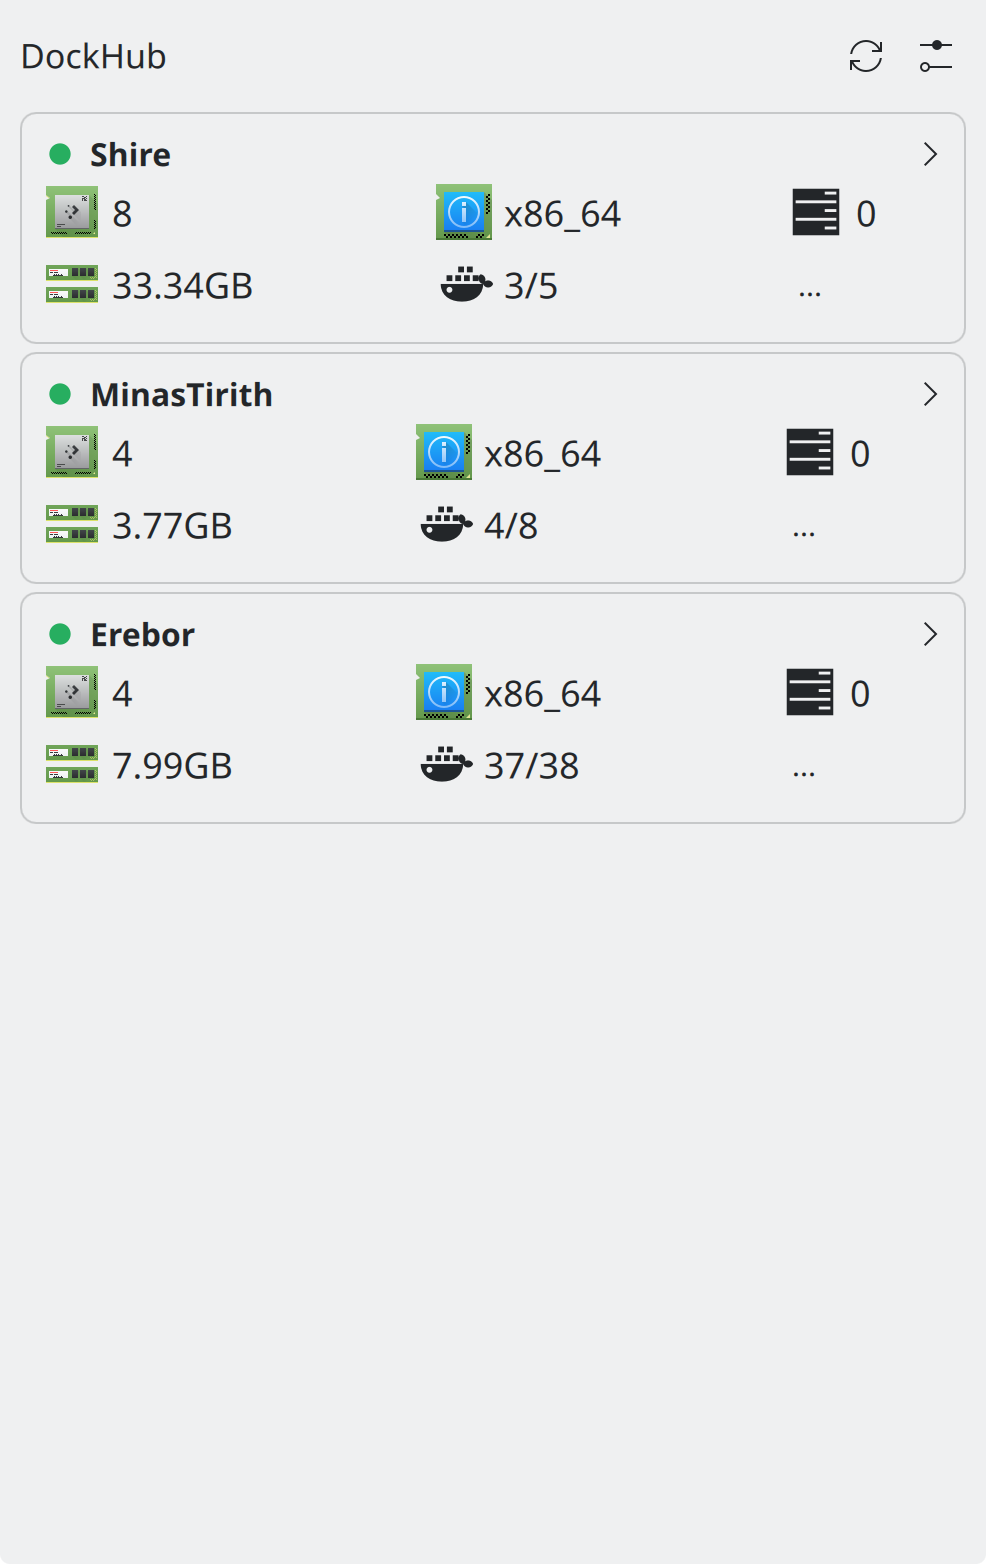 DockHub
Shire
8 x86_64 0
33.34GB 3/5 ...
MinasTirith
4 x86_64 0
3.77GB 4/8 ...
Erebor
4 x86_64 0
7.99GB 37/38 ...